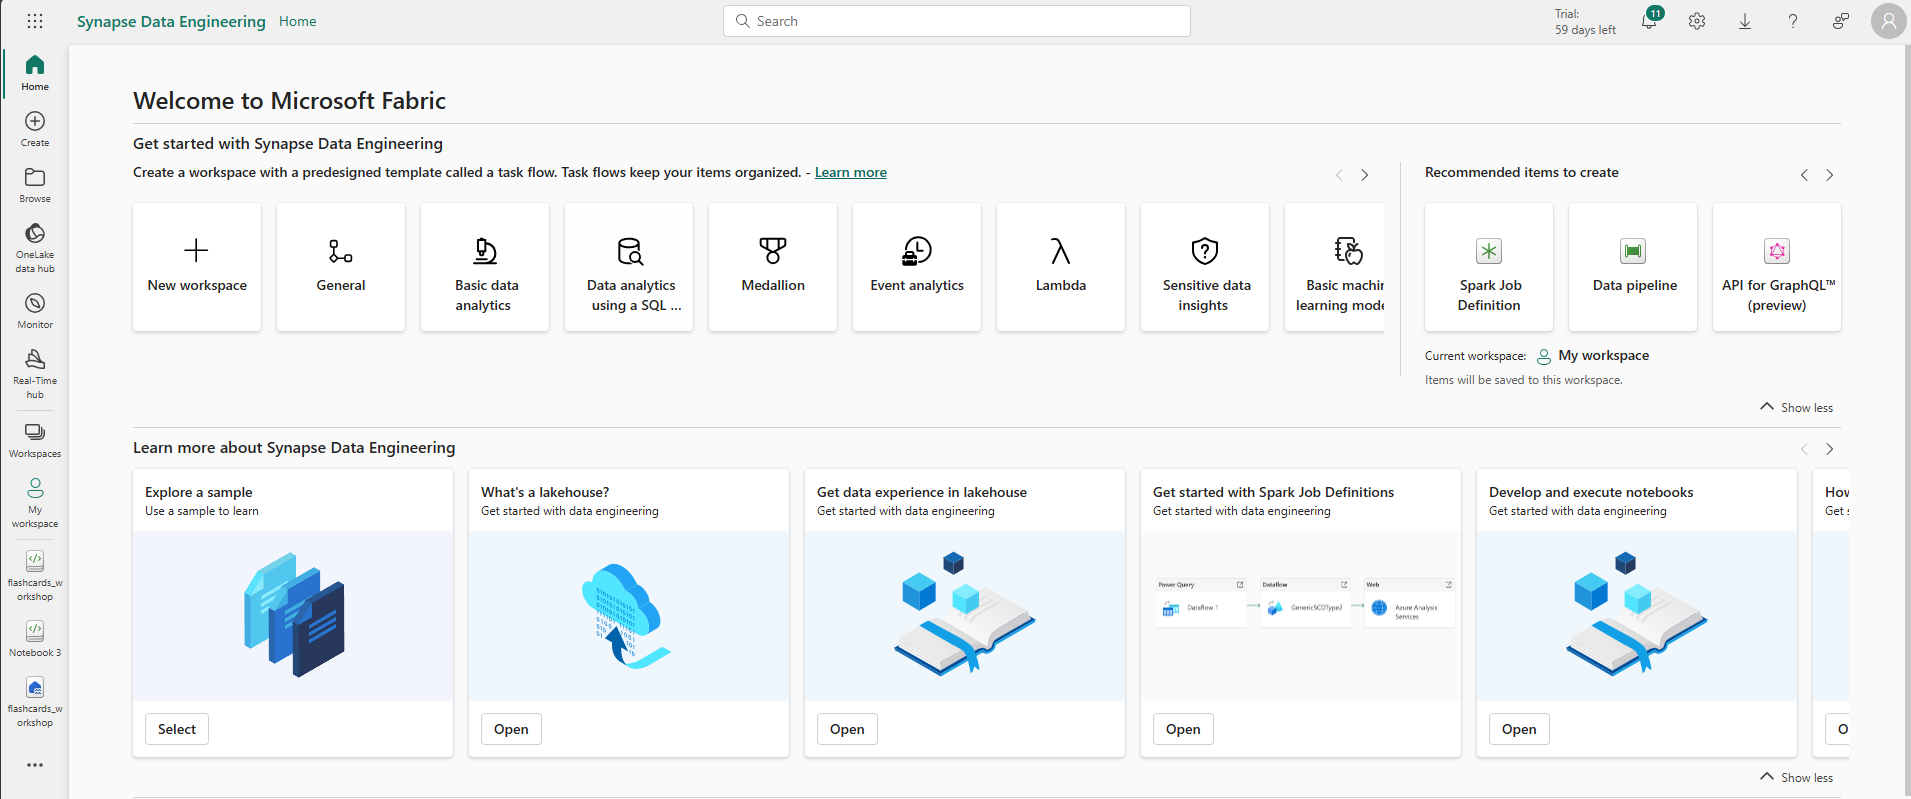 Synapse Data Engineering Home
Search
Trial:
59 days left
11
Home
Create
Browse
OneLake
data hub
Monitor
Real-Time
hub
Workspaces
My
workspace
flashcards_w
orkshop
Notebook 3
flashcards_w
orkshop
Welcome to Microsoft Fabric
Get started with Synapse Data Engineering
Create a workspace with a predesigned template called a task flow. Task flows keep your items organized. - Learn more
New workspace
General
Basic data
analytics
Data analytics
using a SQL ...
Medallion
Event analytics
Lambda
Sensitive data
insights
Basic machin
learning mode
Recommended items to create
Spark Job
Definition
Data pipeline
API for GraphQL™
(preview)
Current workspace: My workspace
Items will be saved to this workspace.
Show less
Learn more about Synapse Data Engineering
Explore a sample
Use a sample to learn
Select
What's a lakehouse?
Get started with data engineering
Open
Get data experience in lakehouse
Get started with data engineering
Open
Get started with Spark Job Definitions
Get started with data engineering
Power Query
Dataflow 1
Dataflow
GenericSCDType2
Web
Azure Analysis
Services
Open
Develop and execute notebooks
Get started with data engineering
Open
How
Get s
O
Show less